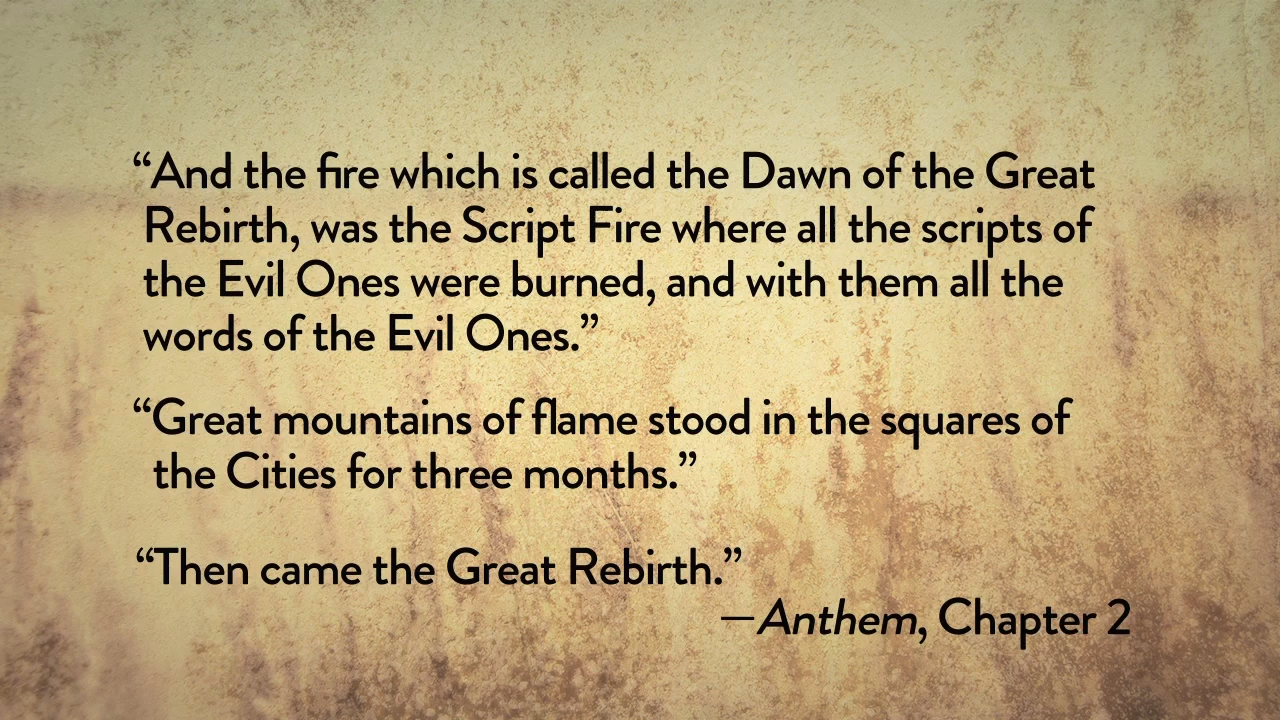 “And the fire which is called the Dawn of the Great
Rebirth, was the Script Fire where all the scripts of
the Evil Ones were burned, and with them all the
words of the Evil Ones.”
“Great mountains of flame stood in the squares of
the Cities for three months.”
“Then came the Great Rebirth.”
—Anthem, Chapter 2